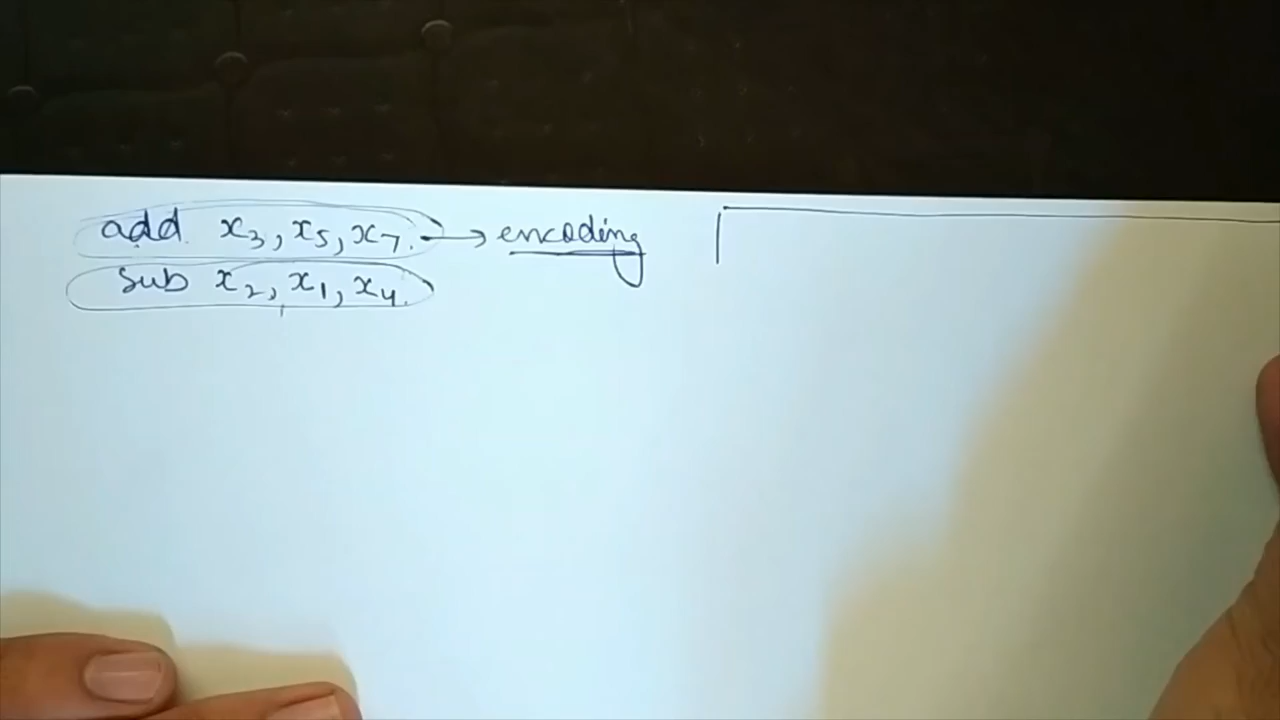 add x₃, x₅, x₇. → encoding
sub x₂, x₁, x₄.